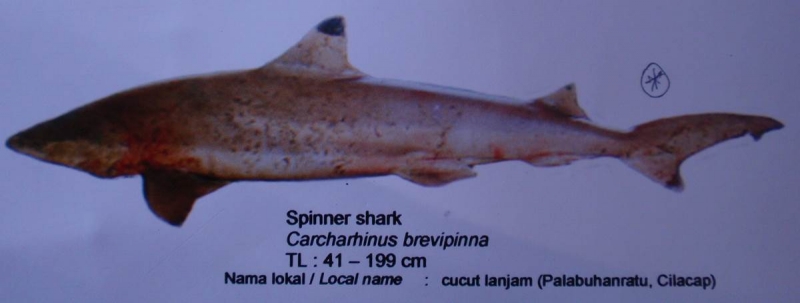 Spinner shark
Carcharhinus brevipinna
TL : 41 – 199 cm
Nama lokal / Local name : cucut lanjam (Palabuhanratu, Cilacap)